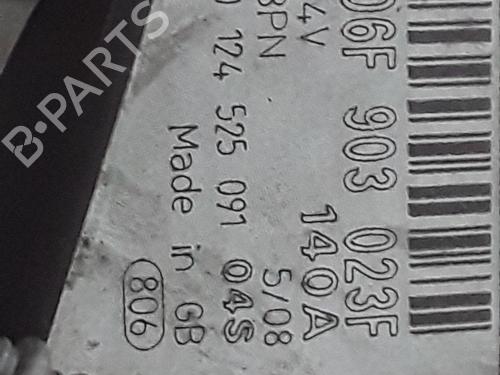 06F 903 023F
4V 140A
BPN 5/08
124 525 091 04S
Made in GB
806
B-PARTS